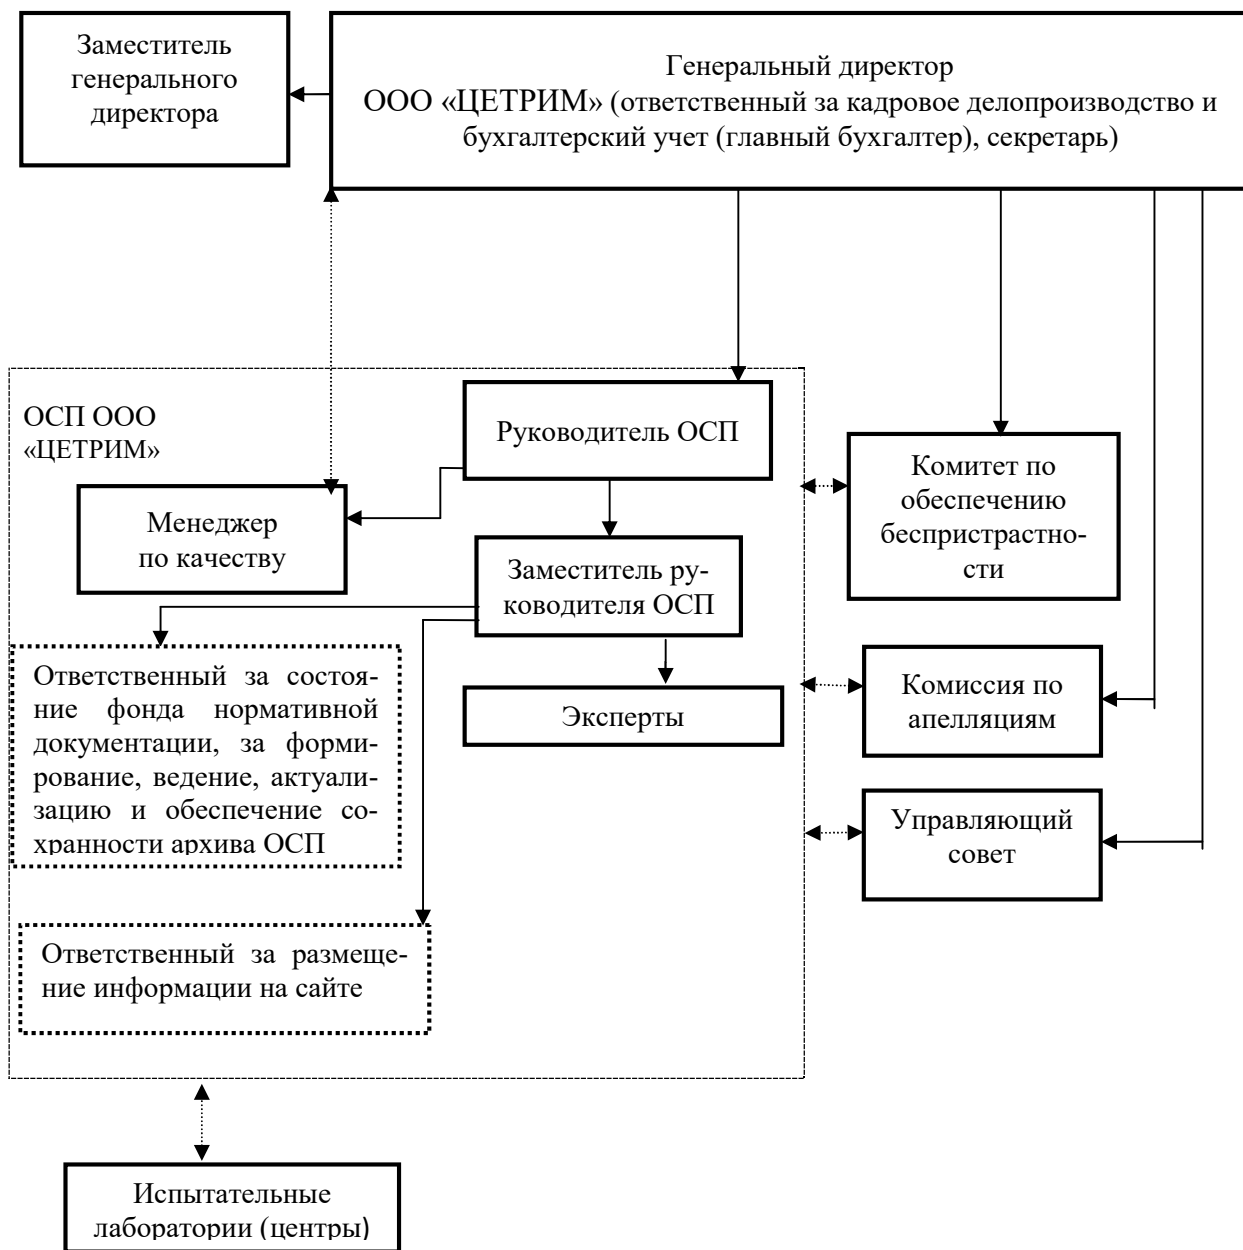 Заместитель
генерального
директора
Генеральный директор
ООО «ЦЕТРИМ» (ответственный за кадровое делопроизводство и
бухгалтерский учет (главный бухгалтер), секретарь)
ОСП ООО
«ЦЕТРИМ»
Руководитель ОСП
Комитет по
обеспечению
беспристрастно-
сти
Менеджер
по качеству
Заместитель ру-
ководителя ОСП
Ответственный за состоя-
ние фонда нормативной
документации, за форми-
рование, ведение, актуали-
зацию и обеспечение со-
хранности архива ОСП
Эксперты
Комиссия по
апелляциям
Управляющий
совет
Ответственный за размеще-
ние информации на сайте
Испытательные
лаборатории (центры)